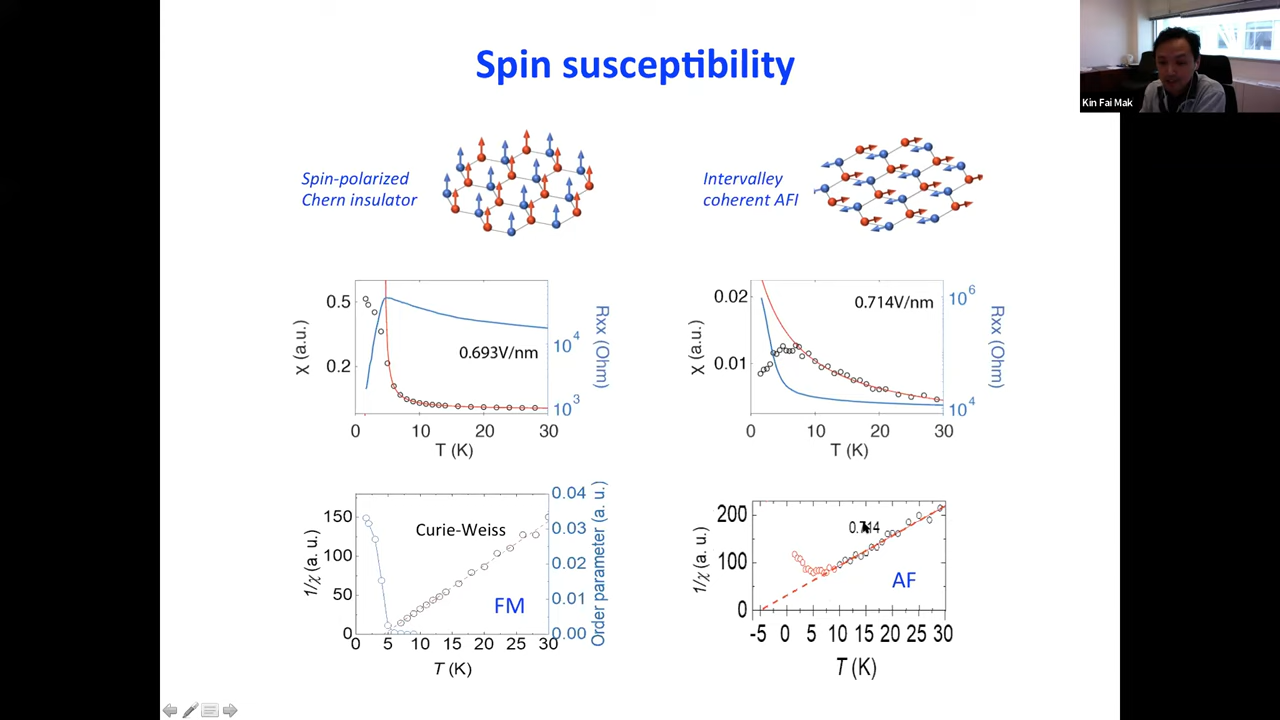 Spin susceptibility
Kin Fai Mak
Spin-polarized
Chern insulator
Intervalley
coherent AFI
χ (a.u.)
0.5
0.2
0.693V/nm
10⁴
10³
Rxx (Ohm)
0 10 20 30
T (K)
χ (a.u.)
0.02
0.01
0.714V/nm
10⁶
10⁴
Rxx (Ohm)
0 10 20 30
T (K)
1/χ (a. u.)
150
100
50
0
Curie-Weiss
FM
0.04
0.03
0.02
0.01
0.00
Order parameter (a. u.)
0 5 10 15 20 25 30
T (K)
1/χ (a. u.)
200
100
0
AF
-5 0 5 10 15 20 25 30
T (K)